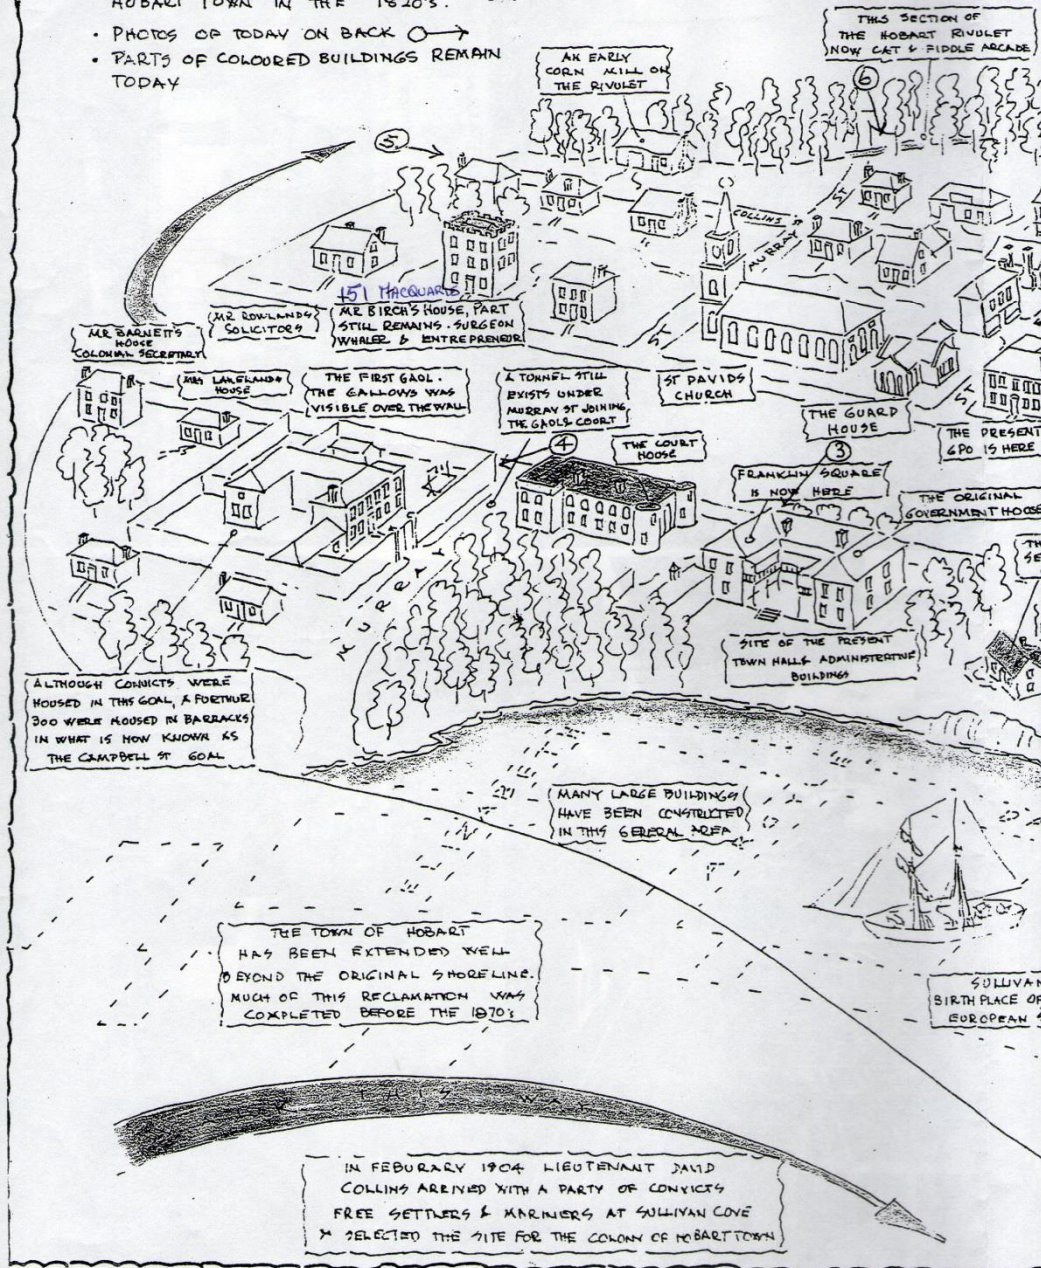 HOBART TOWN IN THE 1820'S.
• PHOTOS OF TODAY ON BACK
• PARTS OF COLOURED BUILDINGS REMAIN
TODAY
AN EARLY
CORN MILL ON
THE RIVULET
THIS SECTION OF
THE HOBART RIVULET
NOW CAT & FIDDLE ARCADE
6
5
COLLINS
ST
MURRAY
ST
151 MACQUARIE
MR BARNETT'S
HOUSE
COLONIAL SECRETARY
MR ROWLANDS
SOLICITORS
MR BIRCH'S HOUSE, PART
STILL REMAINS. SURGEON
WHALER & ENTREPRENEUR
MRS LAKELANDS
HOUSE
THE FIRST GAOL.
THE GALLOWS WAS
VISIBLE OVER THE WALL
A TUNNEL STILL
EXISTS UNDER
MURRAY ST JOINING
THE GAOL & COURT
ST DAVIDS
CHURCH
THE GUARD
HOUSE
ST
THE PRESENT
GPO IS HERE
4
THE COURT
HOUSE
3
FRANKLIN SQUARE
IS NOW HERE
THE ORIGINAL
GOVERNMENT HOUSE
TH
SE
MURRAY
SITE OF THE PRESENT
TOWN HALL & ADMINISTRATIVE
BUILDINGS
ALTHOUGH CONVICTS WERE
HOUSED IN THIS GOAL, A FURTHUR
300 WERE HOUSED IN BARRACKS
IN WHAT IS NOW KNOWN AS
THE CAMPBELL ST GOAL
MANY LARGE BUILDINGS
HAVE BEEN CONSTRUCTED
IN THIS GERERAL AREA
THE TOWN OF HOBART
HAS BEEN EXTENDED WELL
BEYOND THE ORIGINAL SHORELINE.
MUCH OF THIS RECLAMATION WAS
COMPLETED BEFORE THE 1870's
SULLIVAN
BIRTH PLACE OF
EUROPEAN S
THIS WAY
IN FEBURARY 1804 LIEUTENANT DAVID
COLLINS ARRIVED WITH A PARTY OF CONVICTS
FREE SETTLERS & MARINERS AT SULLIVAN COVE
& SELECTED THE SITE FOR THE COLONY OF HOBART TOWN